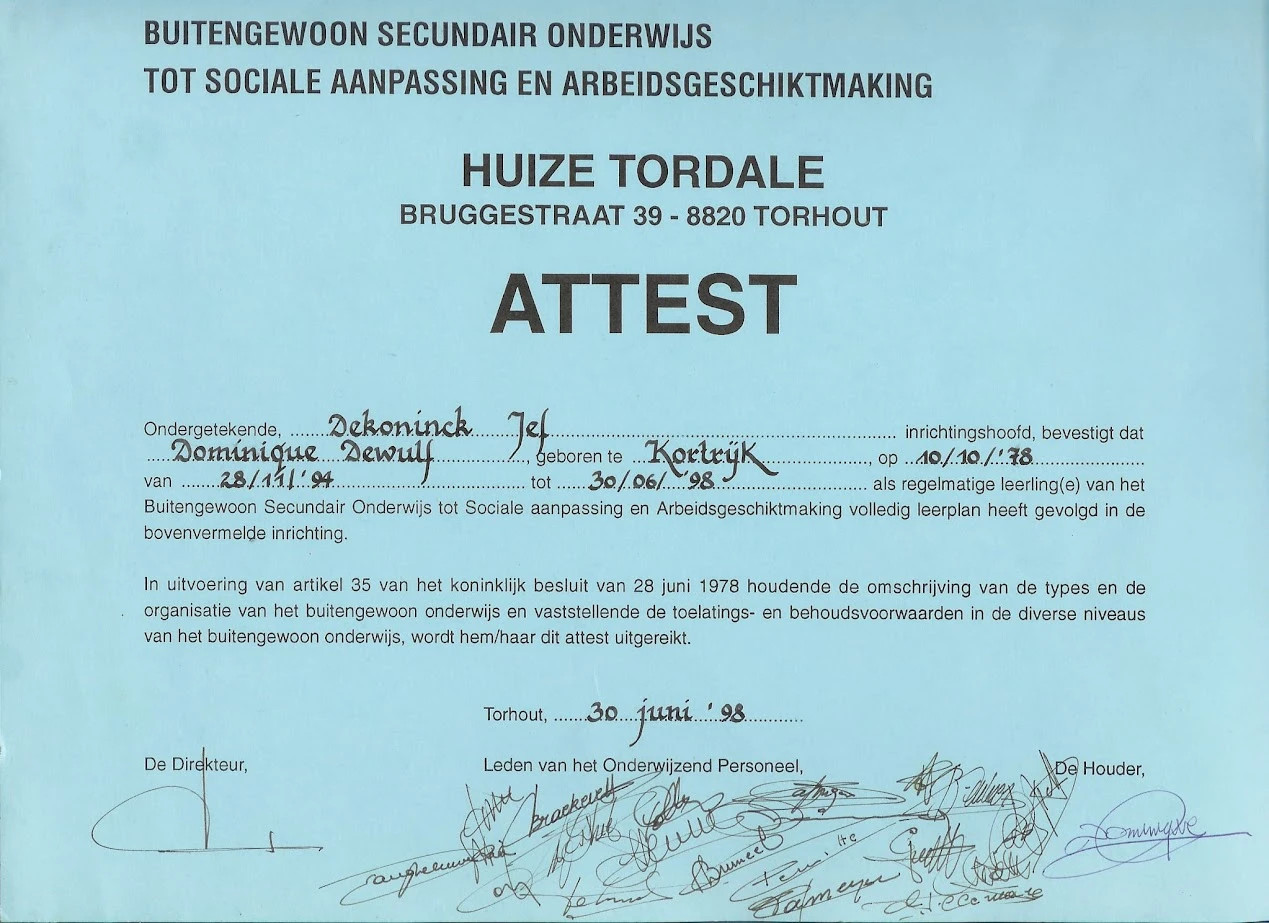 BUITENGEWOON SECUNDAIR ONDERWIJS
TOT SOCIALE AANPASSING EN ARBEIDSGESCHIKTMAKING
HUIZE TORDALE
BRUGGESTRAAT 39 - 8820 TORHOUT
ATTEST
Ondergetekende, Dekoninck Jef inrichtingshoofd, bevestigt dat
Dominique Dewulf, geboren te Kortrijk, op 10/10/'78
van 28/11/'94 tot 30/06/'98 als regelmatige leerling(e) van het
Buitengewoon Secundair Onderwijs tot Sociale aanpassing en Arbeidsgeschiktmaking volledig leerplan heeft gevolgd in de
bovenvermelde inrichting.
In uitvoering van artikel 35 van het koninklijk besluit van 28 juni 1978 houdende de omschrijving van de types en de
organisatie van het buitengewoon onderwijs en vaststellende de toelatings- en behoudsvoorwaarden in de diverse niveaus
van het buitengewoon onderwijs, wordt hem/haar dit attest uitgereikt.
Torhout, 30 juni '98
De Direkteur, Leden van het Onderwijzend Personeel, De Houder,
Dominique